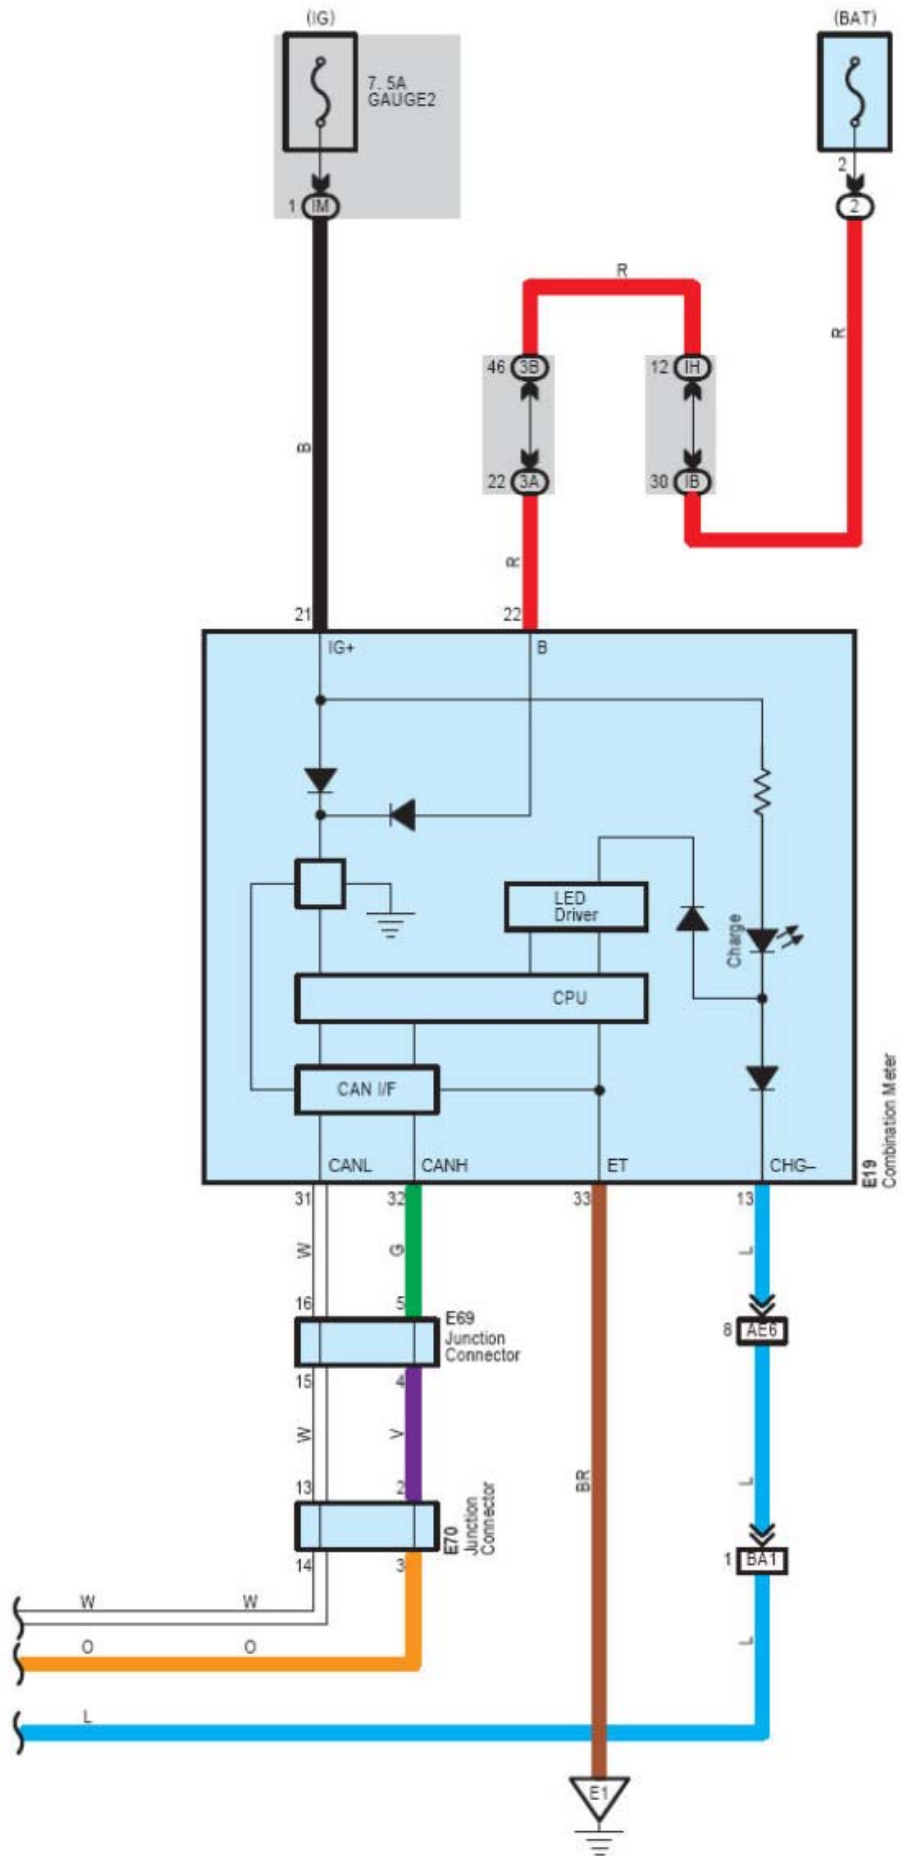 (IG)
(BAT)
7. 5A
GAUGE2
2
1 IM
2
R
R
46 3B
12 IH
B
22 3A
30 IB
R
21
22
IG+
B
LED
Driver
Charge
CPU
CAN I/F
E19
Combination Meter
CANL
CANH
ET
CHG–
31
32
33
13
W
G
L
16
5
E69
Junction
Connector
8 AE6
15
4
W
V
BR
L
13
2
E70
Junction
Connector
14
3
1 BA1
W
W
O
O
L
L
E1